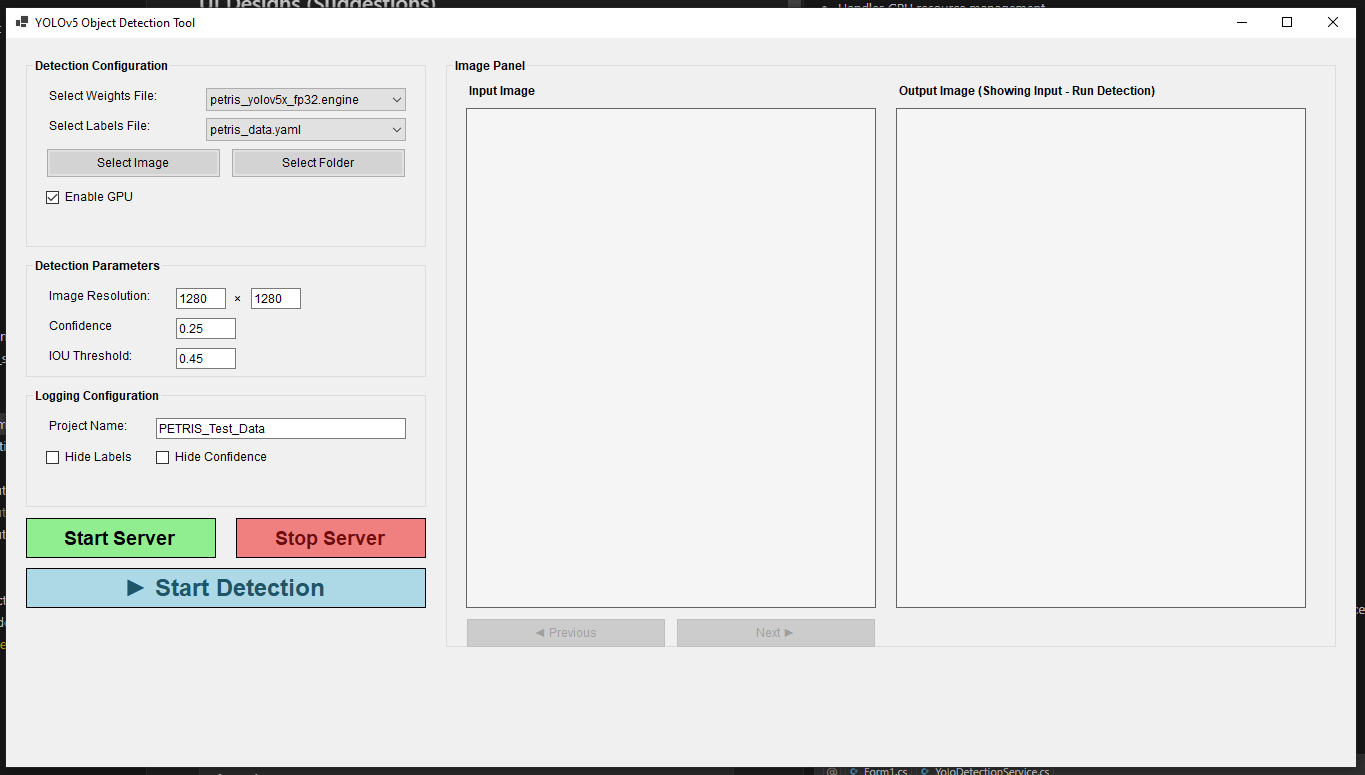 UI Designs (Suggestions)
Handles GPU resource management
YOLOv5 Object Detection Tool
Detection Configuration
Select Weights File:
petris_yolov5x_fp32.engine
Select Labels File:
petris_data.yaml
Select Image
Select Folder
Enable GPU
Detection Parameters
Image Resolution:
1280 × 1280
Confidence
0.25
IOU Threshold:
0.45
Logging Configuration
Project Name:
PETRIS_Test_Data
Hide Labels
Hide Confidence
Start Server
Stop Server
► Start Detection
Image Panel
Input Image
Output Image (Showing Input - Run Detection)
◄ Previous
Next ►
Form1.cs
YoloDetectionService.cs